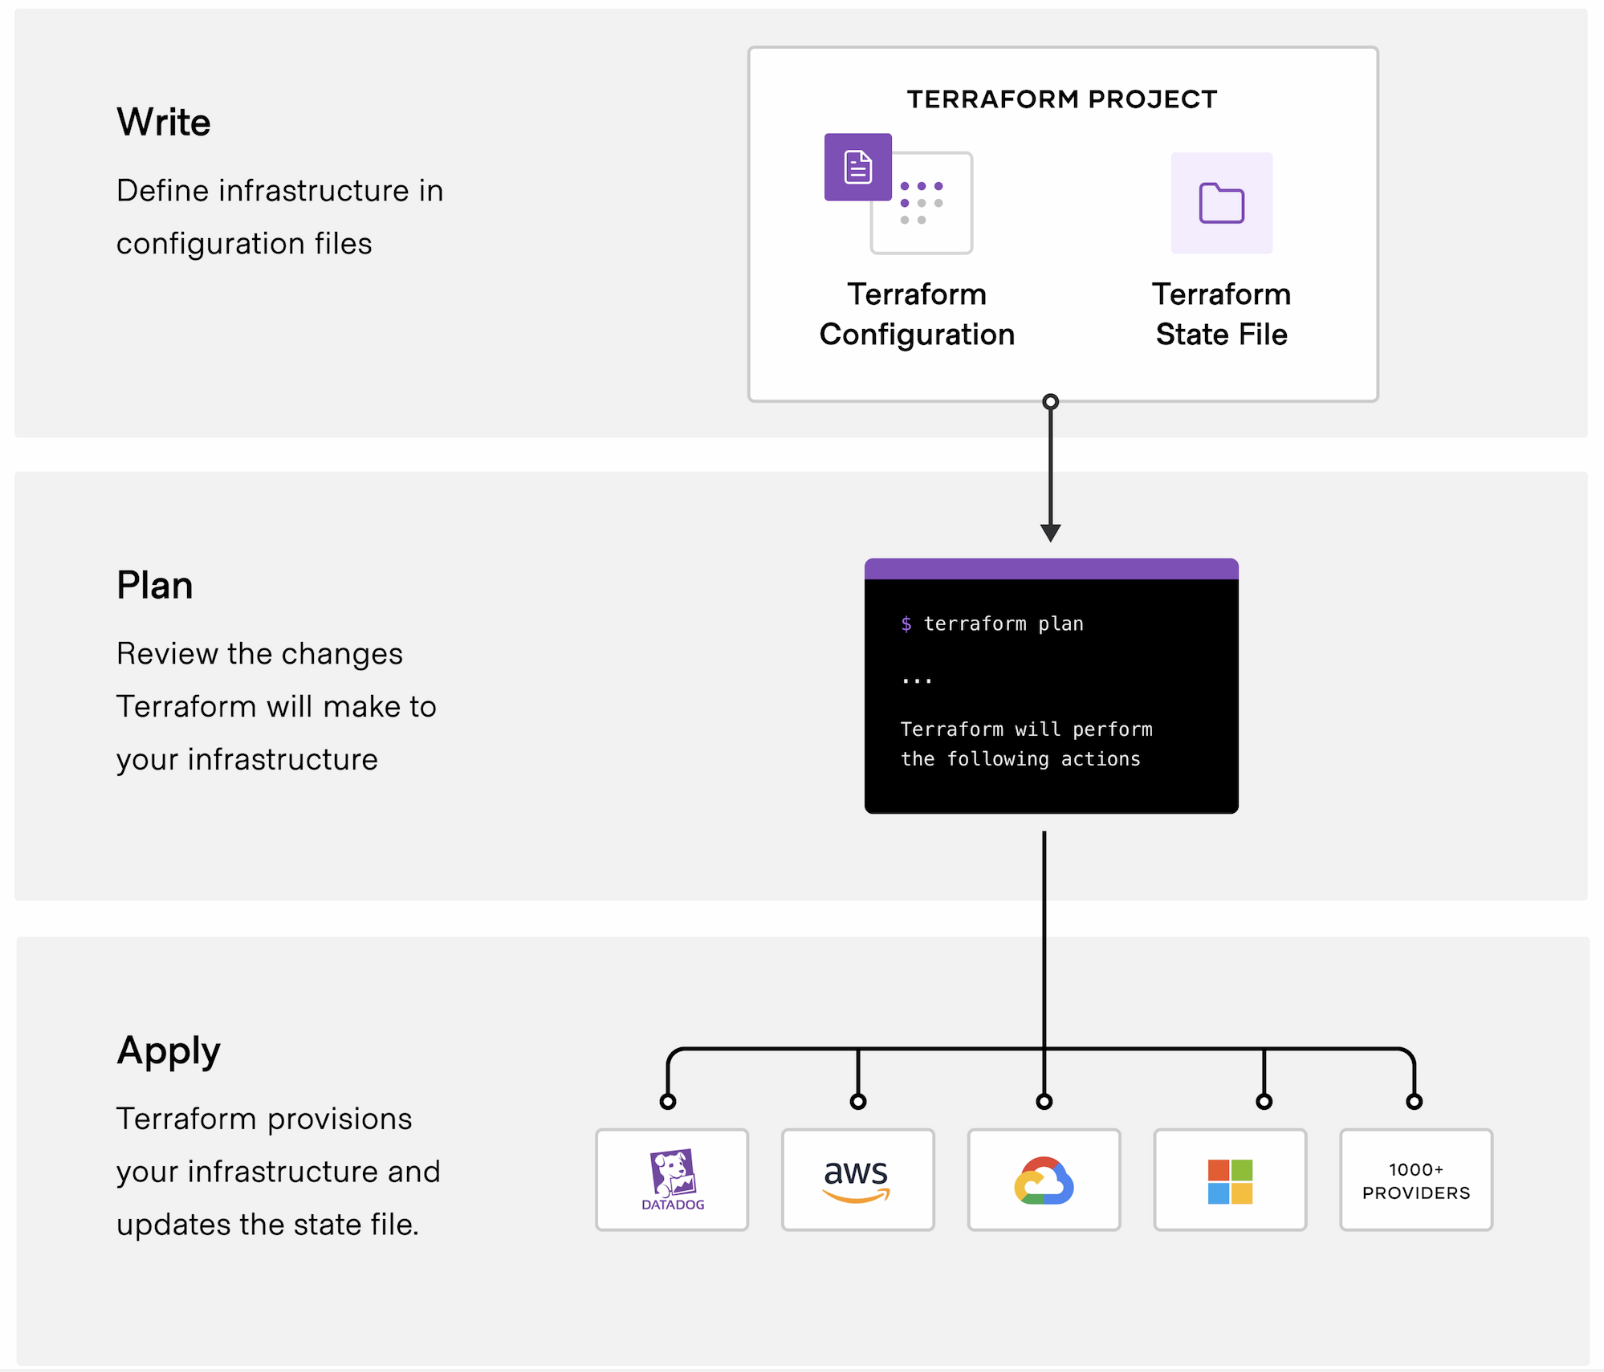 Write
Define infrastructure in
configuration files
TERRAFORM PROJECT
Terraform
Configuration
Terraform
State File
Plan
Review the changes
Terraform will make to
your infrastructure
$ terraform plan
...
Terraform will perform
the following actions
Apply
Terraform provisions
your infrastructure and
updates the state file.
DATADOG
aws
1000+
PROVIDERS